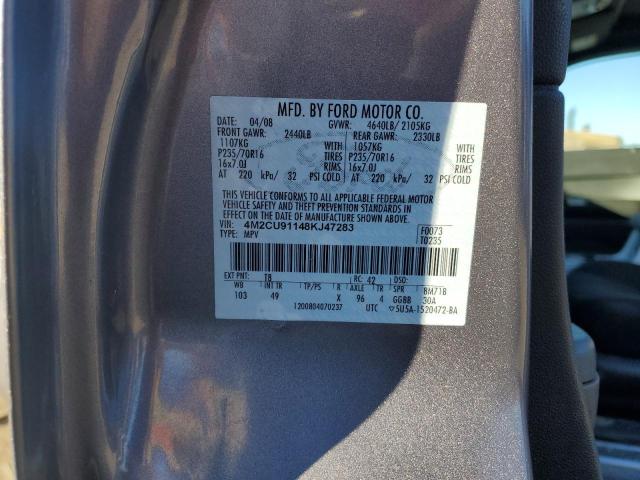 MFD. BY FORD MOTOR CO.
DATE: 04/08 GVWR: 4640LB/ 2105KG
FRONT GAWR: 2440LB REAR GAWR: 2330LB
1107KG WITH 1057KG WITH
P235/70R16 TIRES P235/70R16 TIRES
16x7.0J RIMS 16x7.0J RIMS
AT 220 kPa/ 32 PSI COLD AT 220 kPa/ 32 PSI COLD
THIS VEHICLE CONFORMS TO ALL APPLICABLE FEDERAL MOTOR
VEHICLE SAFETY AND THEFT PREVENTION STANDARDS IN
EFFECT ON THE DATE OF MANUFACTURE SHOWN ABOVE.
VIN: 4M2CU91148KJ47283 F0073
TYPE: MPV T0235
EXT PNT: T8 RC: 42 DSO:
WB INT TR TP/PS R AXLE TR SPR BM71B
103 49 X 96 4 GGBB 30A
1200804070237 UTC 5U5A-1520472-BA